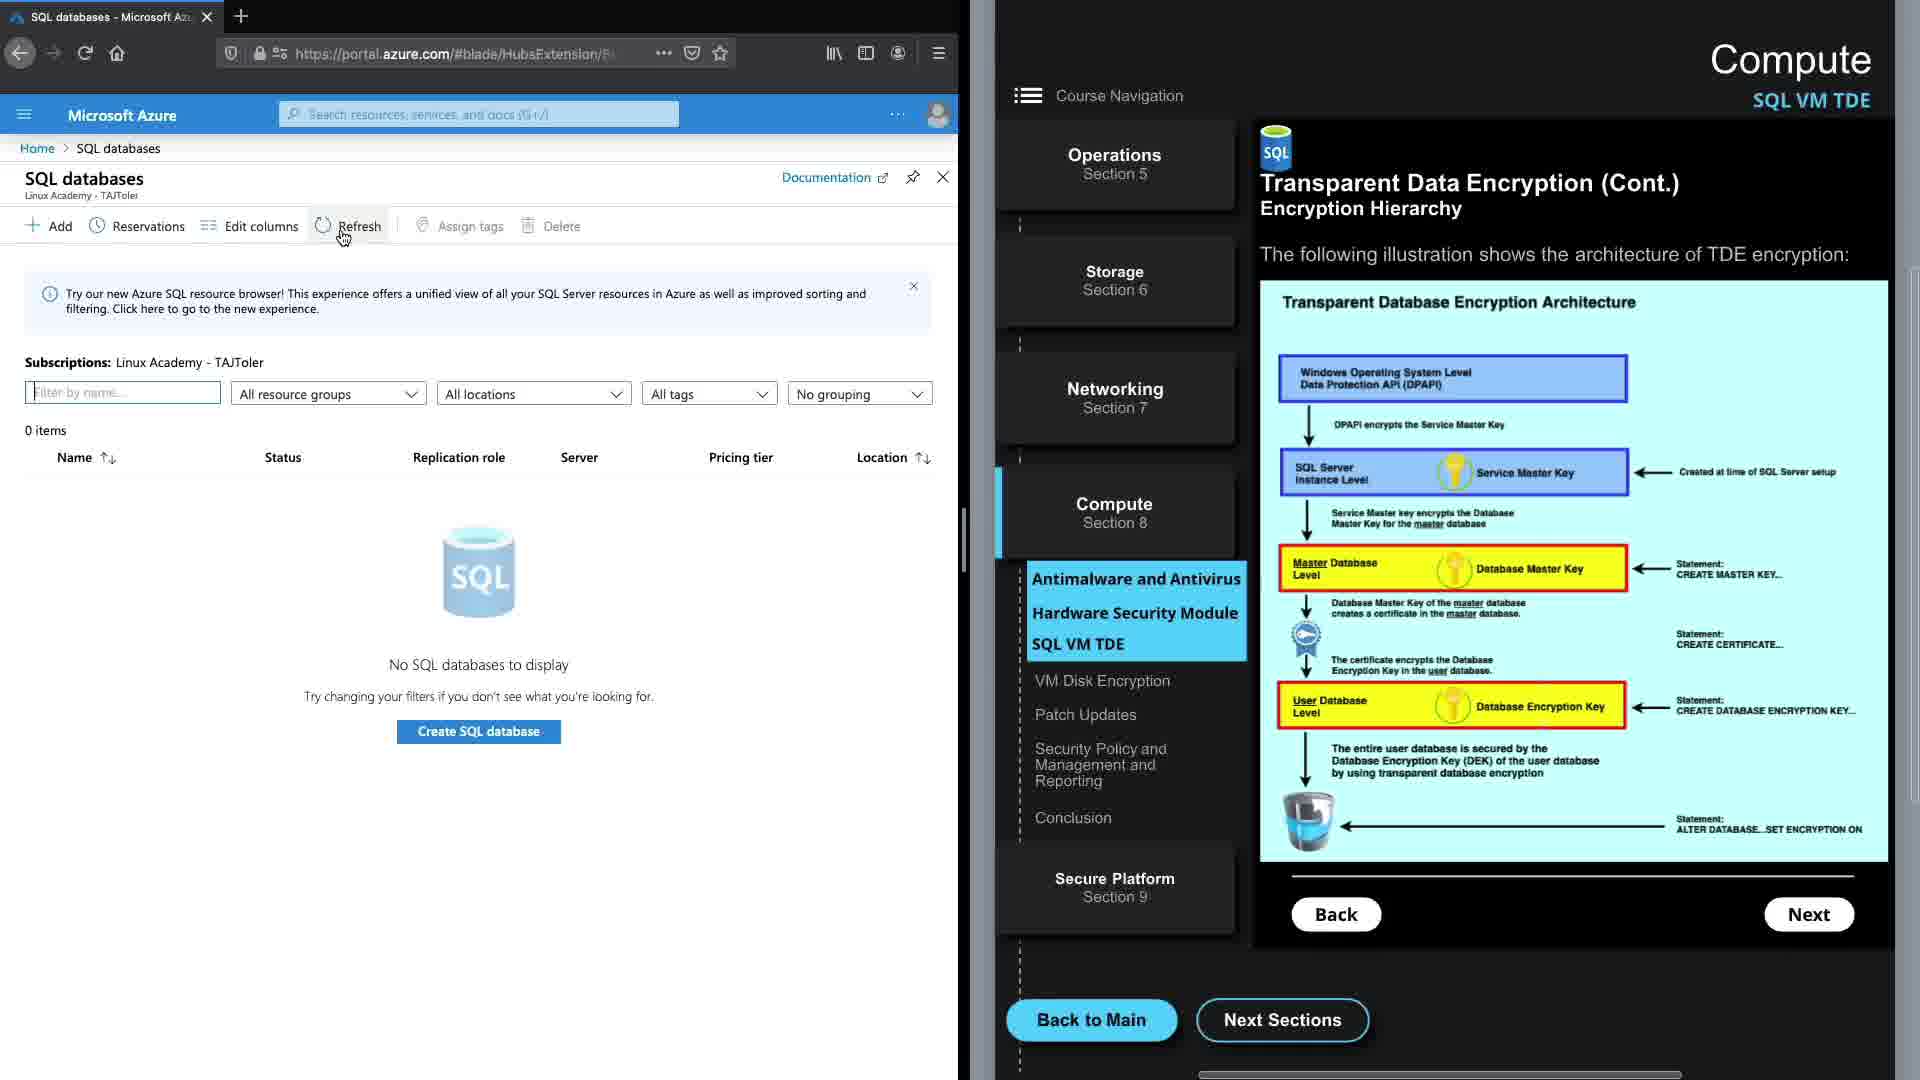 SQL databases - Microsoft Azu
https://portal.azure.com/#blade/HubsExtension/B
Microsoft Azure
Search resources, services, and docs (G+/)
Home > SQL databases
SQL databases
Linux Academy - TAJToler
Documentation
Add
Reservations
Edit columns
Refresh
Assign tags
Delete
Try our new Azure SQL resource browser! This experience offers a unified view of all your SQL Server resources in Azure as well as improved sorting and
filtering. Click here to go to the new experience.
Subscriptions: Linux Academy - TAJToler
Filter by name...
All resource groups
All locations
All tags
No grouping
0 items
Name
Status
Replication role
Server
Pricing tier
Location
SQL
No SQL databases to display
Try changing your filters if you don't see what you're looking for.
Create SQL database
Compute
SQL VM TDE
Course Navigation
Operations
Section 5
Storage
Section 6
Networking
Section 7
Compute
Section 8
Antimalware and Antivirus
Hardware Security Module
SQL VM TDE
VM Disk Encryption
Patch Updates
Security Policy and
Management and
Reporting
Conclusion
Secure Platform
Section 9
Back to Main
Next Sections
SQL
Transparent Data Encryption (Cont.)
Encryption Hierarchy
The following illustration shows the architecture of TDE encryption:
Transparent Database Encryption Architecture
Windows Operating System Level
Data Protection API (DPAPI)
DPAPI encrypts the Service Master Key
SQL Server
Instance Level
Service Master Key
Created at time of SQL Server setup
Service Master key encrypts the Database
Master Key for the master database
Master Database
Level
Database Master Key
Statement:
CREATE MASTER KEY...
Database Master Key of the master database
creates a certificate in the master database.
Statement:
CREATE CERTIFICATE...
The certificate encrypts the Database
Encryption Key in the user database.
User Database
Level
Database Encryption Key
Statement:
CREATE DATABASE ENCRYPTION KEY...
The entire user database is secured by the
Database Encryption Key (DEK) of the user database
by using transparent database encryption
Statement:
ALTER DATABASE...SET ENCRYPTION ON
Back
Next